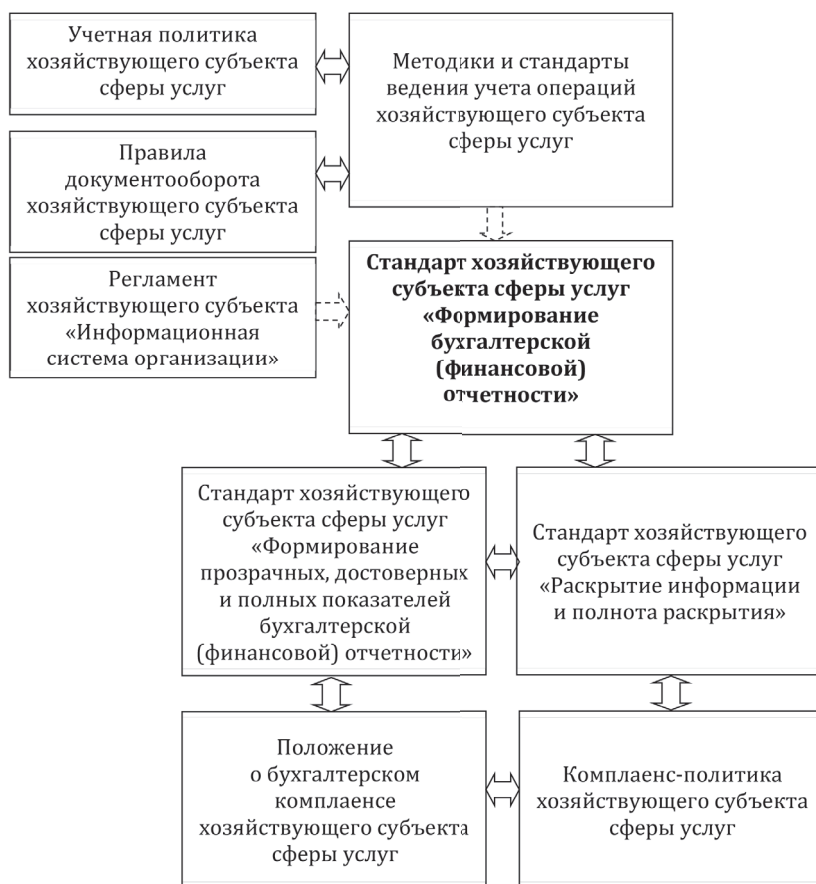 Учетная политика
хозяйствующего субъекта
сферы услуг
Методики и стандарты
ведения учета операций
хозяйствующего субъекта
сферы услуг
Правила
документооборота
хозяйствующего субъекта
сферы услуг
Регламент
хозяйствующего субъекта
«Информационная
система организации»
Стандарт хозяйствующего
субъекта сферы услуг
«Формирование
бухгалтерской
(финансовой)
отчетности»
Стандарт хозяйствующего
субъекта сферы услуг
«Формирование
прозрачных, достоверных
и полных показателей
бухгалтерской
(финансовой) отчетности»
Стандарт хозяйствующего
субъекта сферы услуг
«Раскрытие информации
и полнота раскрытия»
Положение
о бухгалтерском
комплаенсе
хозяйствующего субъекта
сферы услуг
Комплаенс-политика
хозяйствующего субъекта
сферы услуг